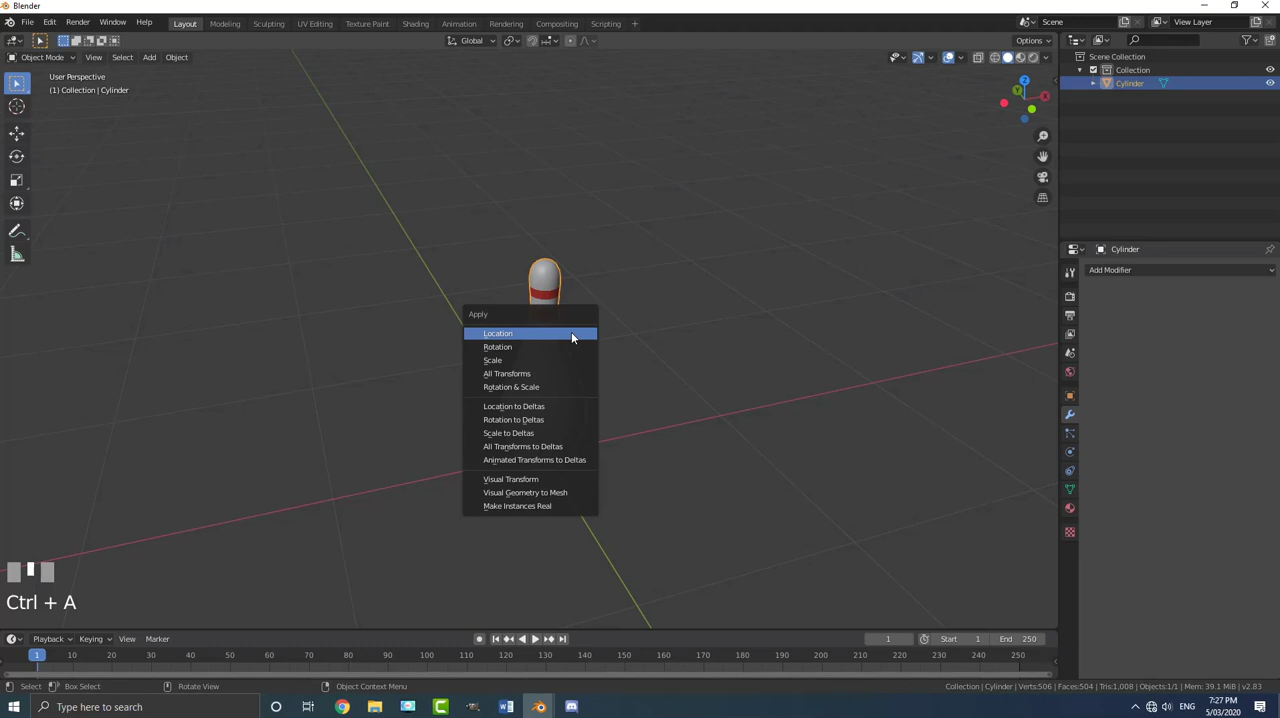 Blender
File Edit Render Window Help
Layout Modeling Sculpting UV Editing Texture Paint Shading Animation Rendering Compositing Scripting +
Scene
View Layer
Global
Options
Object Mode View Select Add Object
User Perspective
(1) Collection | Cylinder
Z
Y
X
Scene Collection
Collection
Cylinder
Cylinder
Add Modifier
Apply
Location
Rotation
Scale
All Transforms
Rotation & Scale
Location to Deltas
Rotation to Deltas
Scale to Deltas
All Transforms to Deltas
Animated Transforms to Deltas
Visual Transform
Visual Geometry to Mesh
Make Instances Real
Ctrl + A
Playback Keying View Marker
1 Start 1 End 250
1 10 20 30 40 50 60 70 80 90 100 110 120 130 140 150 160 170 180 190 200 210 220 230 240 250
Select Box Select Rotate View Object Context Menu
Collection | Cylinder | Verts:506 | Faces:504 | Tris:1,008 | Objects:1/1 | Mem: 39.1 MiB | v2.83
Type here to search
ENG
7:27 PM
5/03/2020